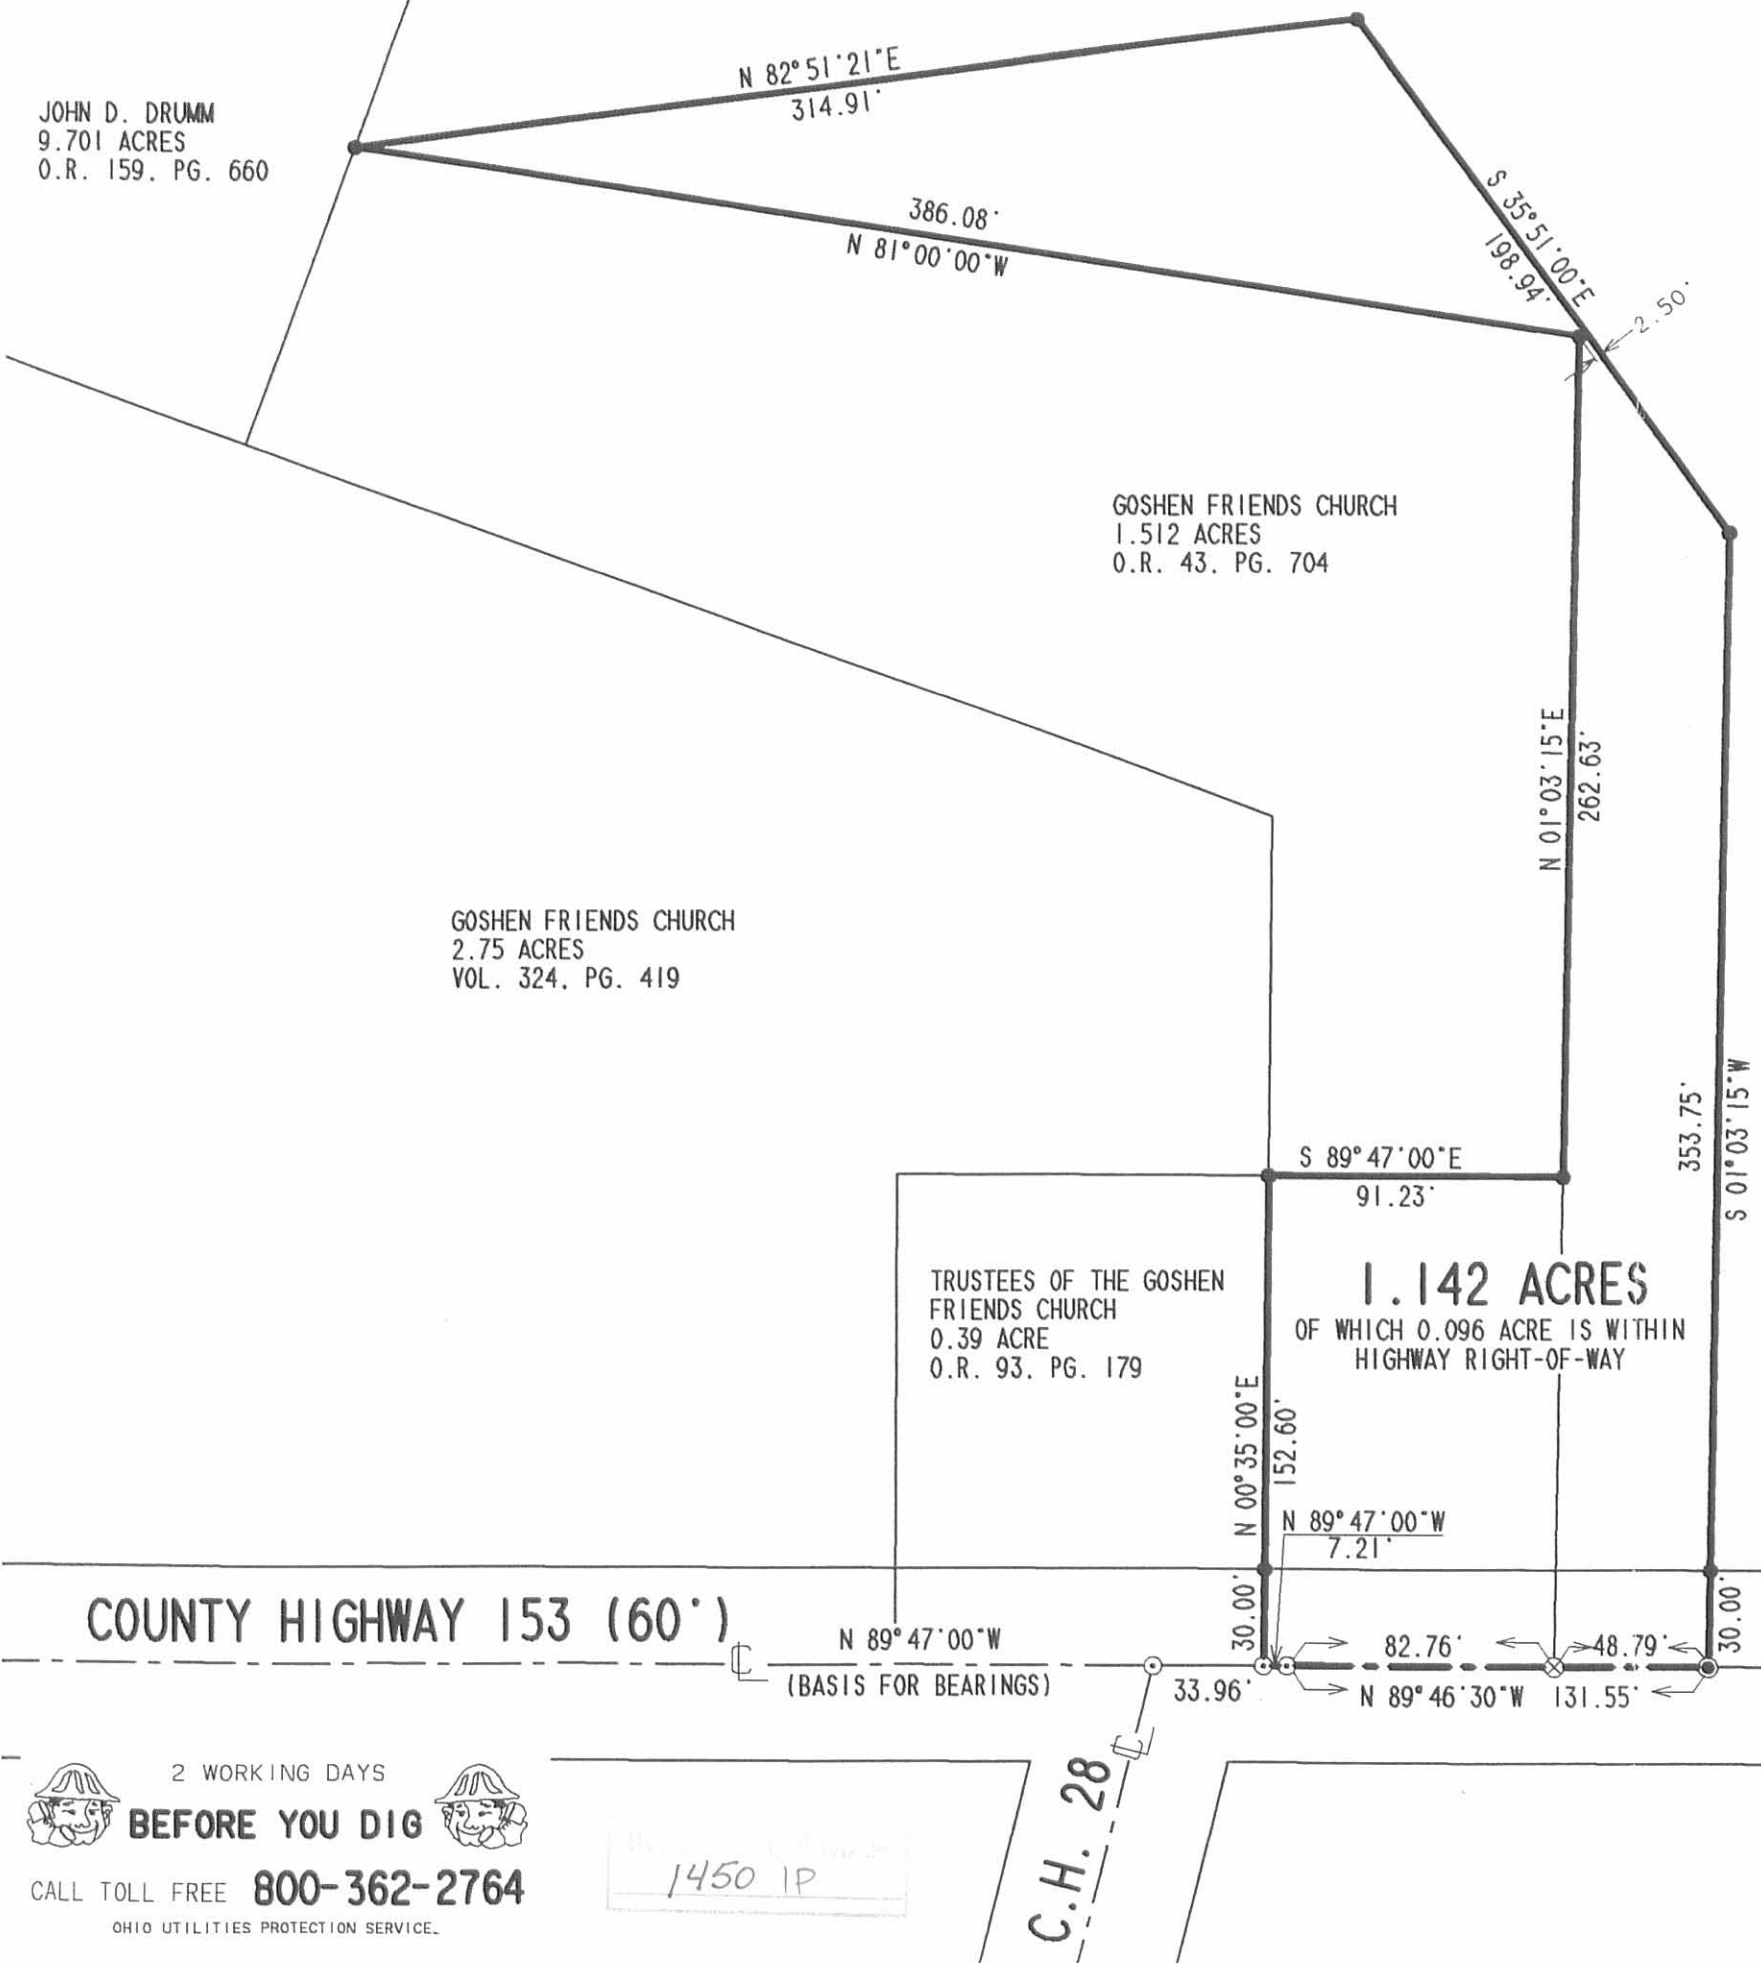 N 82°51'21"E
314.91'
JOHN D. DRUMM
9.701 ACRES
O.R. 159. PG. 660
386.08'
N 81°00'00"W
S 35°51'00"E
198.94'
2.50'
GOSHEN FRIENDS CHURCH
1.512 ACRES
O.R. 43. PG. 704
N 01°03'15"E
262.63'
GOSHEN FRIENDS CHURCH
2.75 ACRES
VOL. 324. PG. 419
353.75'
S 01°03'15"W
S 89°47'00"E
91.23'
TRUSTEES OF THE GOSHEN
FRIENDS CHURCH
0.39 ACRE
O.R. 93. PG. 179
1.142 ACRES
OF WHICH 0.096 ACRE IS WITHIN
HIGHWAY RIGHT-OF-WAY
N 00°35'00"E
152.60'
N 89°47'00"W
7.21'
COUNTY HIGHWAY 153 (60')
30.00'
30.00'
N 89°47'00"W
(BASIS FOR BEARINGS)
82.76'
48.79'
33.96'
N 89°46'30"W 131.55'
C.H. 28
2 WORKING DAYS
BEFORE YOU DIG
CALL TOLL FREE 800-362-2764
OHIO UTILITIES PROTECTION SERVICE.
1450 IP